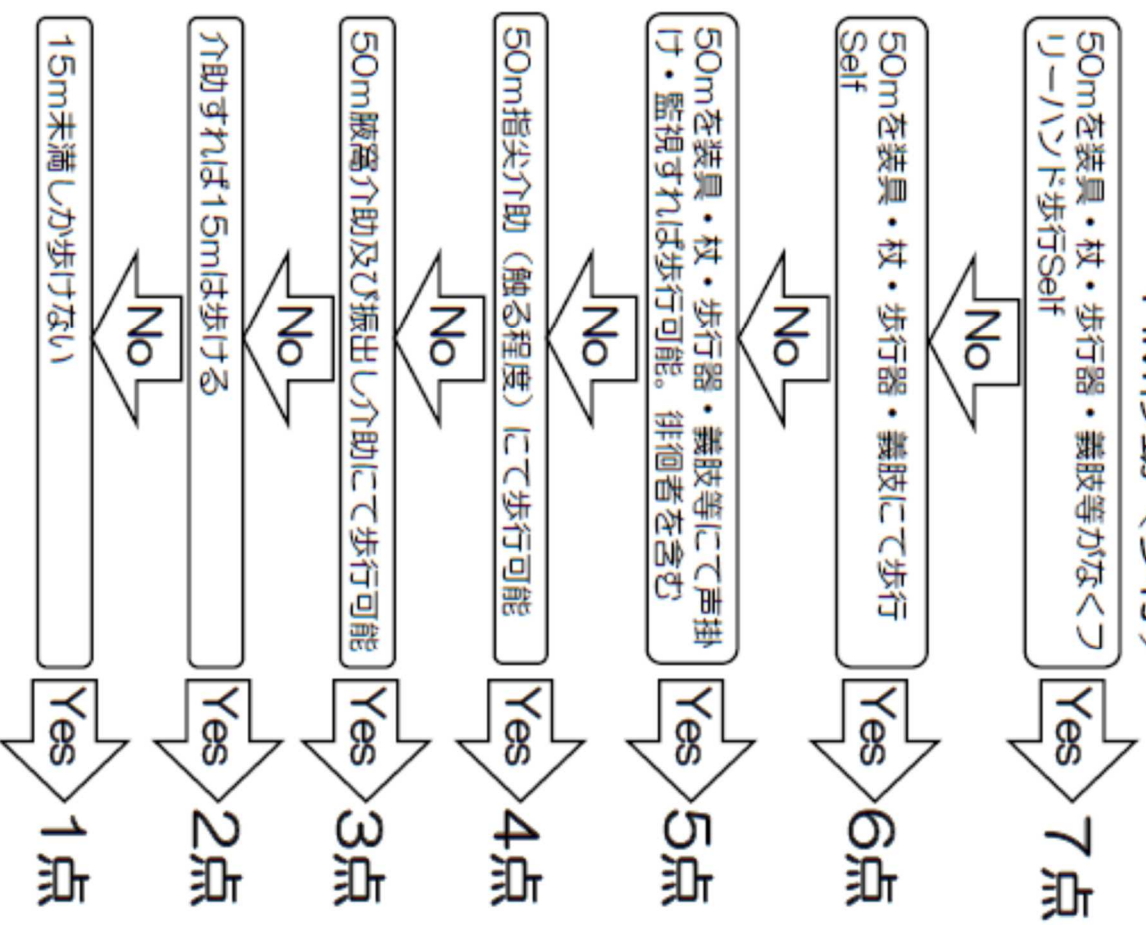 50mを装具・杖・歩行器・義肢等がなくフ
リーハンド歩行Self
Yes
7点
No
50mを装具・杖・歩行器・義肢にて歩行
Self
Yes
6点
No
50mを装具・杖・歩行器・義肢等にて声掛
け・監視すれば歩行可能。徘徊者を含む
Yes
5点
No
50m指尖介助（触る程度）にて歩行可能
Yes
4点
No
50m腋窩介助及び振出し介助にて歩行可能
Yes
3点
No
介助すれば15mは歩ける
Yes
2点
No
15m未満しか歩けない
Yes
1点